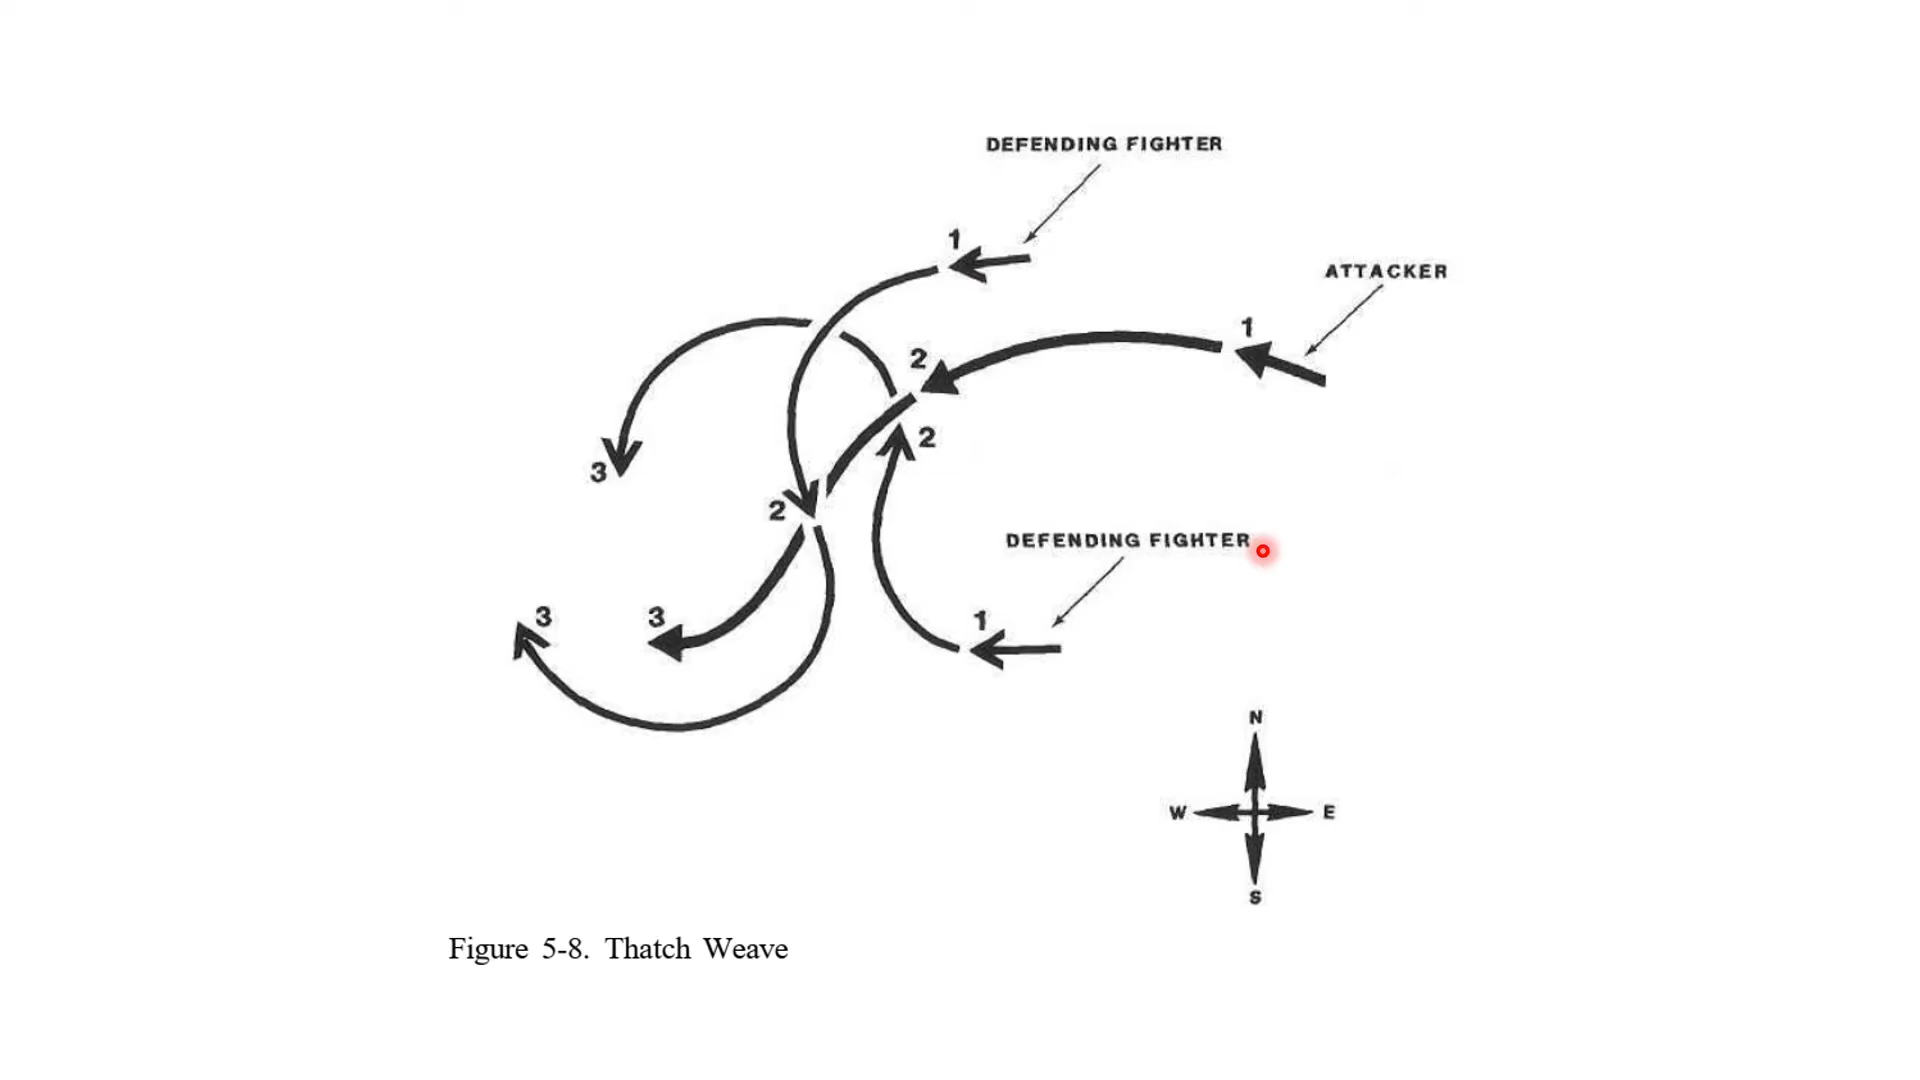 DEFENDING FIGHTER
1
ATTACKER
1
2
2
3
2
DEFENDING FIGHTER
3
3
1
N
W
E
S
Figure 5-8. Thatch Weave